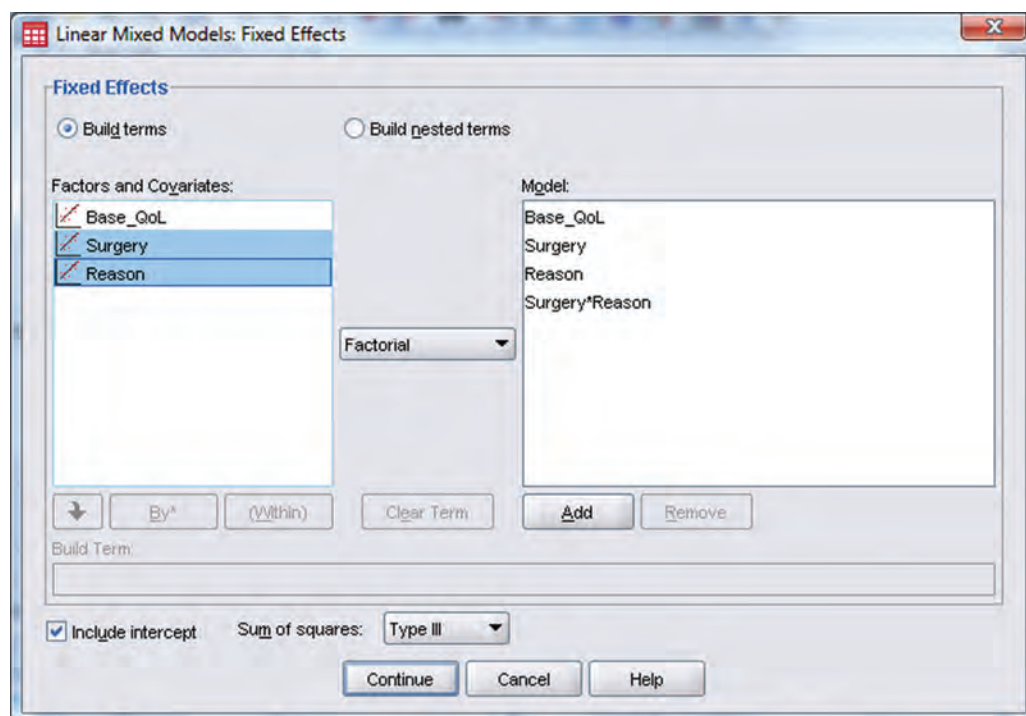 Linear Mixed Models: Fixed Effects
Fixed Effects
Build terms
Build nested terms
Factors and Covariates:
Base_QoL
Surgery
Reason
Factorial
Model:
Base_QoL
Surgery
Reason
Surgery*Reason
By*
(Within)
Clear Term
Add
Remove
Build Term:
Include intercept
Sum of squares:
Type III
Continue
Cancel
Help